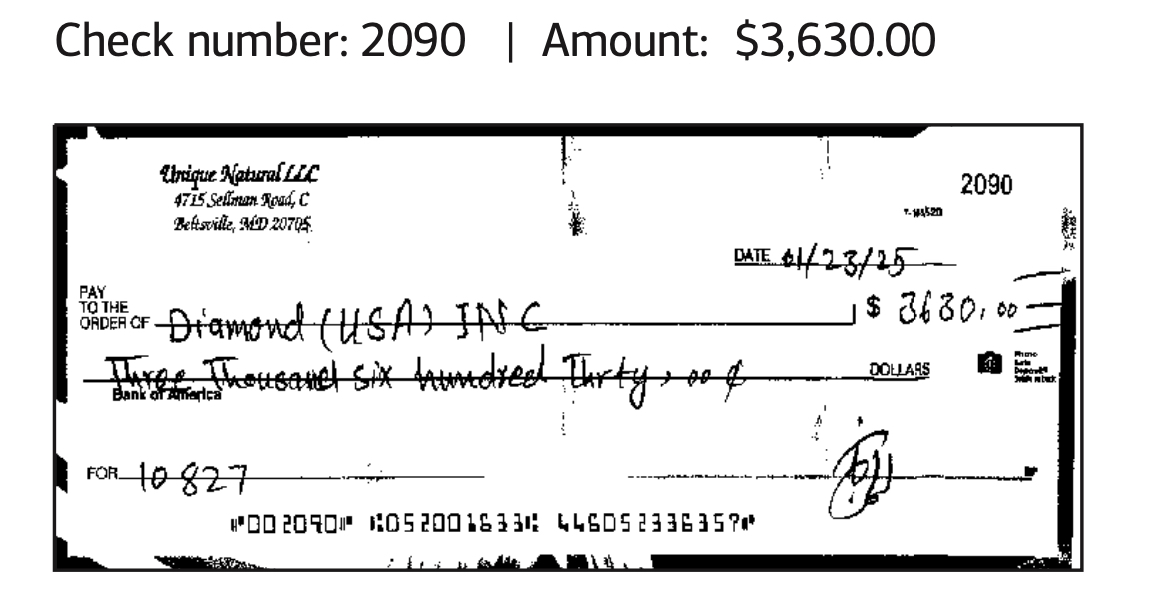 Check number: 2090 | Amount: $3,630.00
Unique Natural LLC
4715 Sellman Road, C
Beltsville, MD 20705
2090
DATE 01/23/25
PAY
TO THE
ORDER OF Diamond (USA) INC $ 3630.00
Three Thousand six hundred Thrty, 00 ¢ DOLLARS
Bank of America
FOR 10827
⑈002090⑈ ⑆052001633⑆ 446052336357⑈